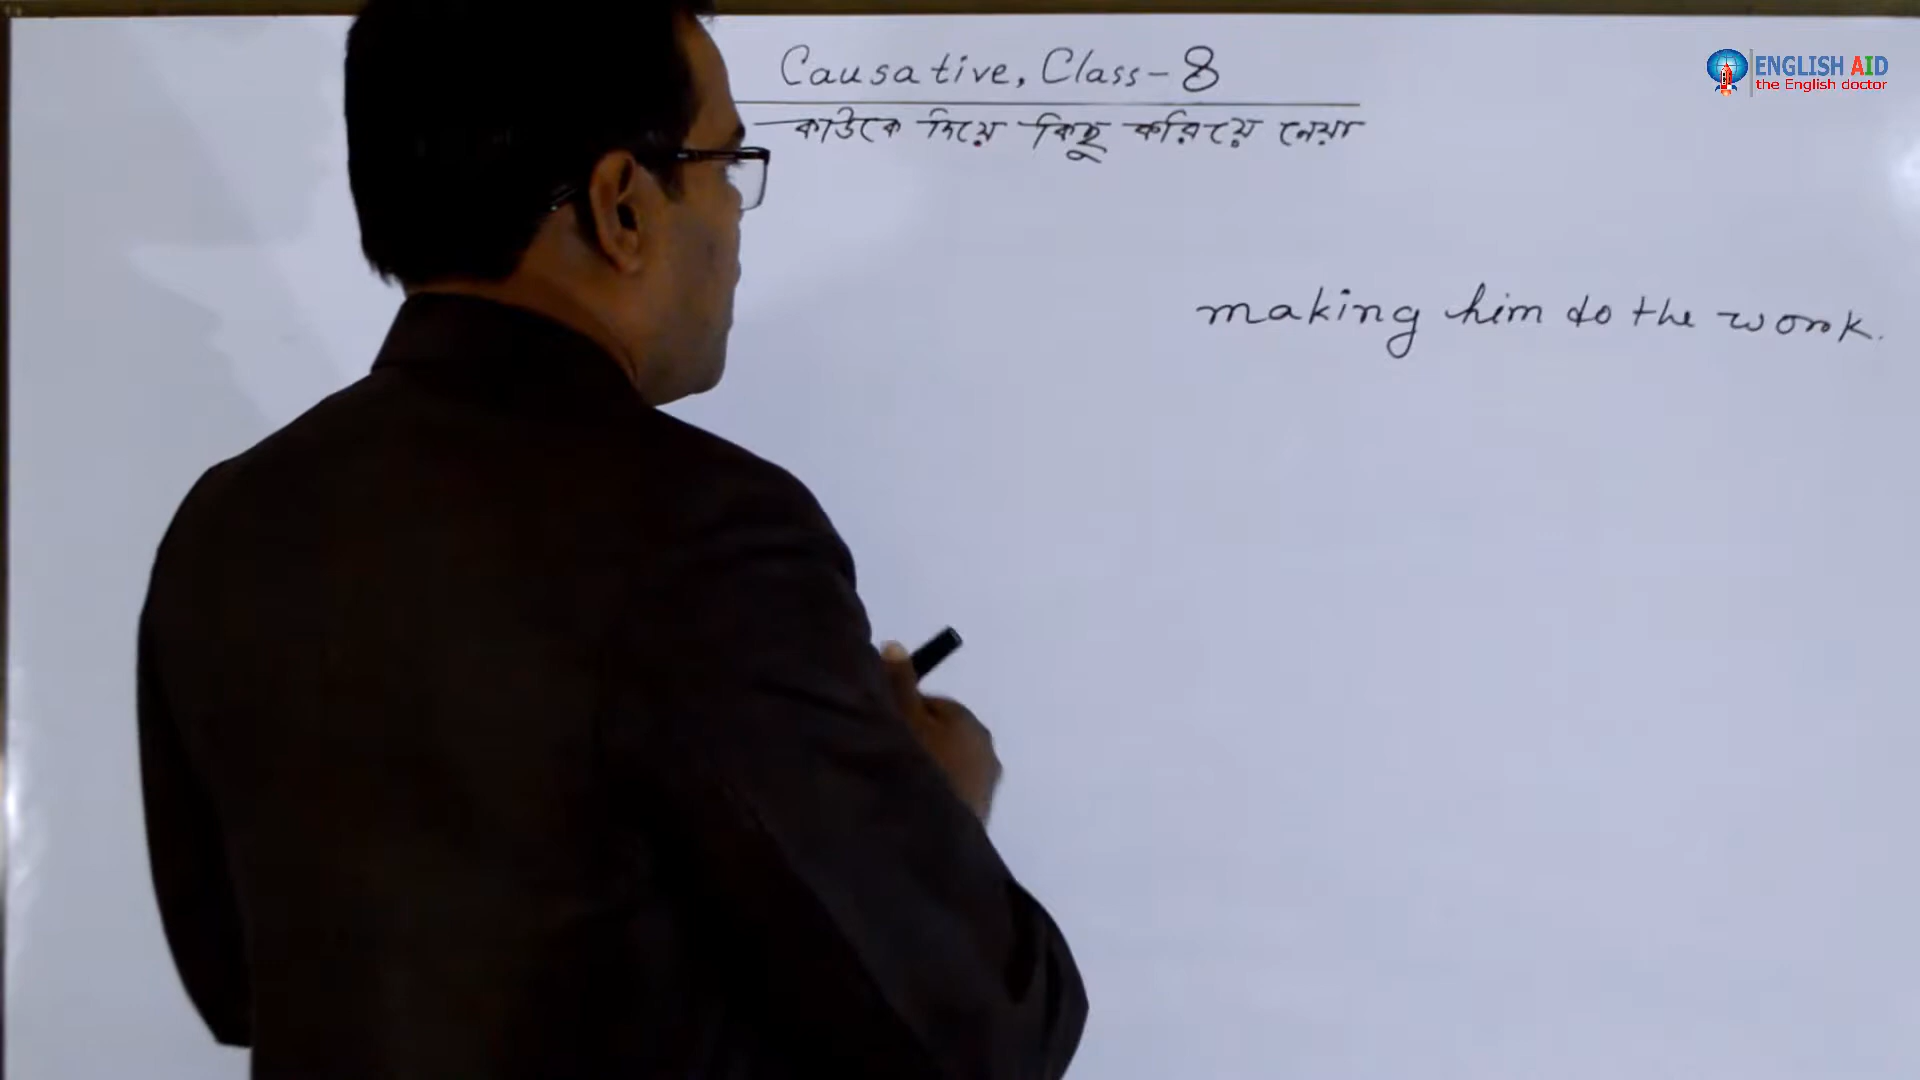 Causative, Class-8
কাউকে দিয়ে কিছু করিয়ে নেয়া
making him do the work.
ENGLISH AID
the English doctor